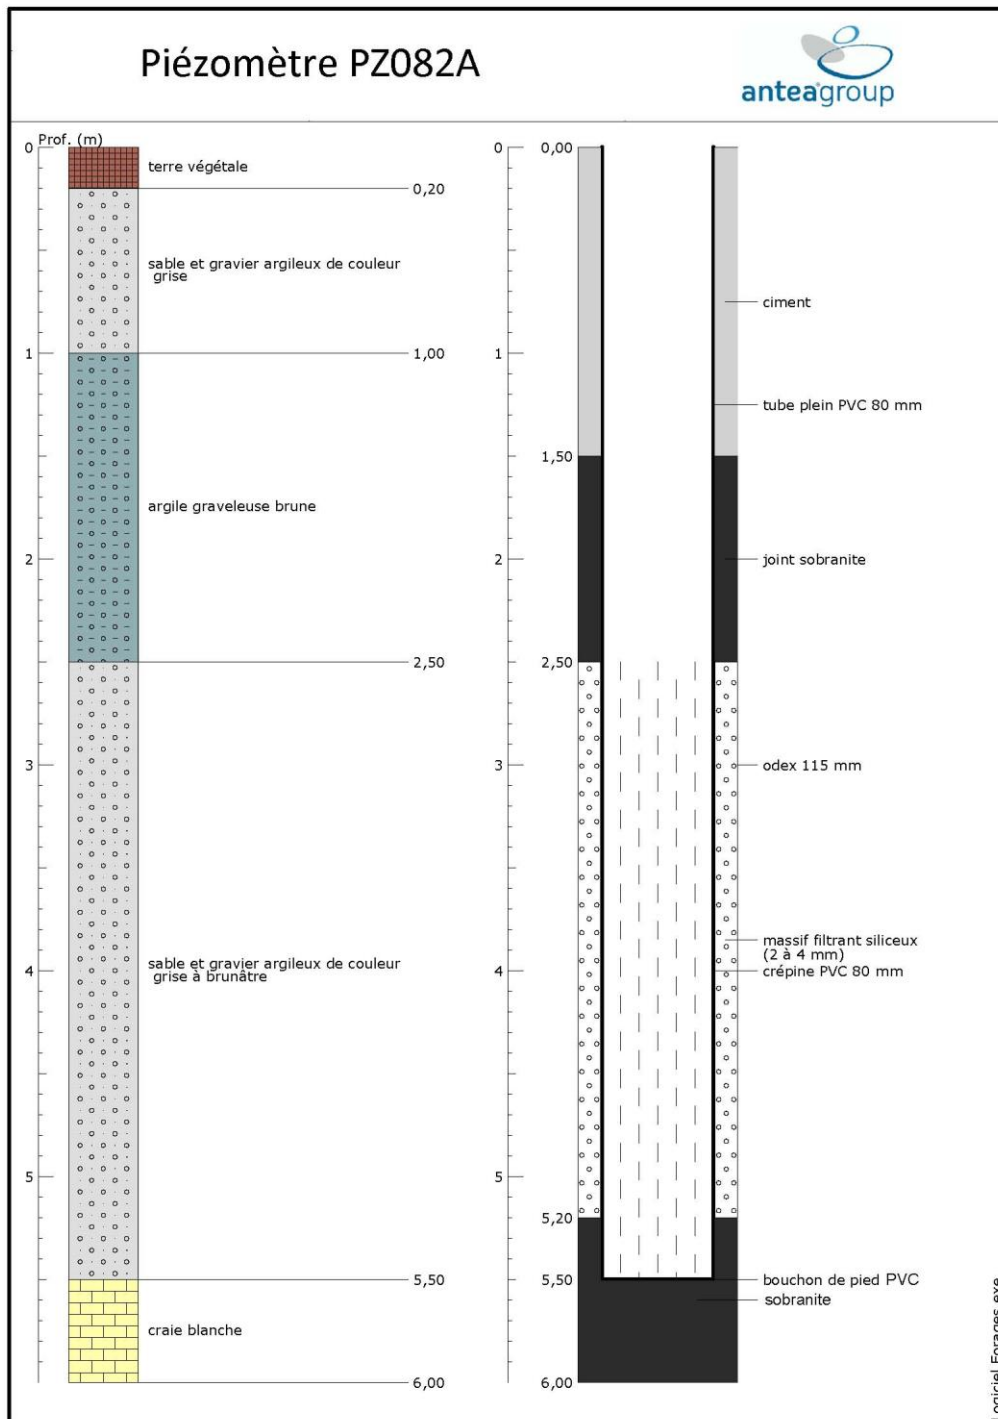 Piézomètre PZ082A
anteagroup
Prof. (m)
0
terre végétale
0,20
sable et gravier argileux de couleur
grise
1
1,00
argile graveleuse brune
2
2,50
3
sable et gravier argileux de couleur
grise à brunâtre
4
5
5,50
craie blanche
6,00
0
0,00
ciment
1
tube plein PVC 80 mm
1,50
2
joint sobranite
2,50
3
odex 115 mm
massif filtrant siliceux
(2 à 4 mm)
4
crépine PVC 80 mm
5
5,20
5,50
bouchon de pied PVC
sobranite
6,00
Logiciel Forages.exe